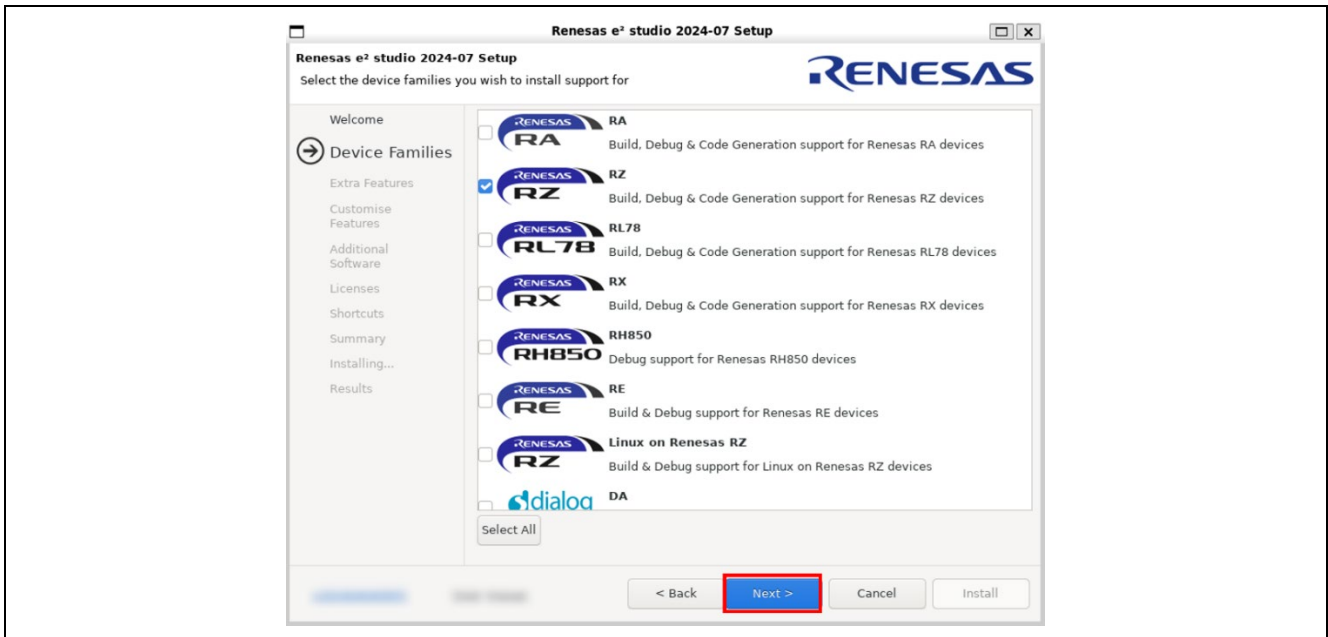 Renesas e² studio 2024-07 Setup
Renesas e² studio 2024-07 Setup
Select the device families you wish to install support for
RENESAS
Welcome
Device Families
Extra Features
Customise
Features
Additional
Software
Licenses
Shortcuts
Summary
Installing...
Results
RENESAS
RA
RA
Build, Debug & Code Generation support for Renesas RA devices
RENESAS
RZ
RZ
Build, Debug & Code Generation support for Renesas RZ devices
RENESAS
RL78
RL78
Build, Debug & Code Generation support for Renesas RL78 devices
RENESAS
RX
RX
Build, Debug & Code Generation support for Renesas RX devices
RENESAS
RH850
RH850
Debug support for Renesas RH850 devices
RENESAS
RE
RE
Build & Debug support for Renesas RE devices
RENESAS
RZ
Linux on Renesas RZ
Build & Debug support for Linux on Renesas RZ devices
dialog
DA
Select All
< Back
Next >
Cancel
Install